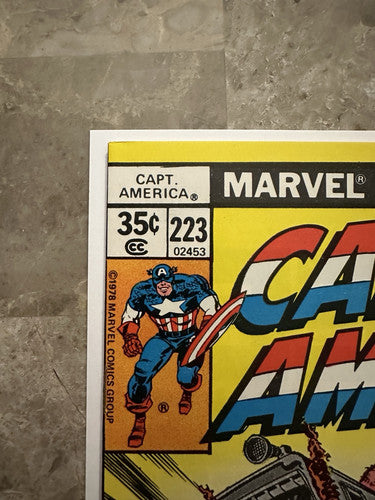 CAPT.
AMERICA®
MARVEL®
35¢ 223
CC 02453
©1978 MARVEL COMICS GROUP
®